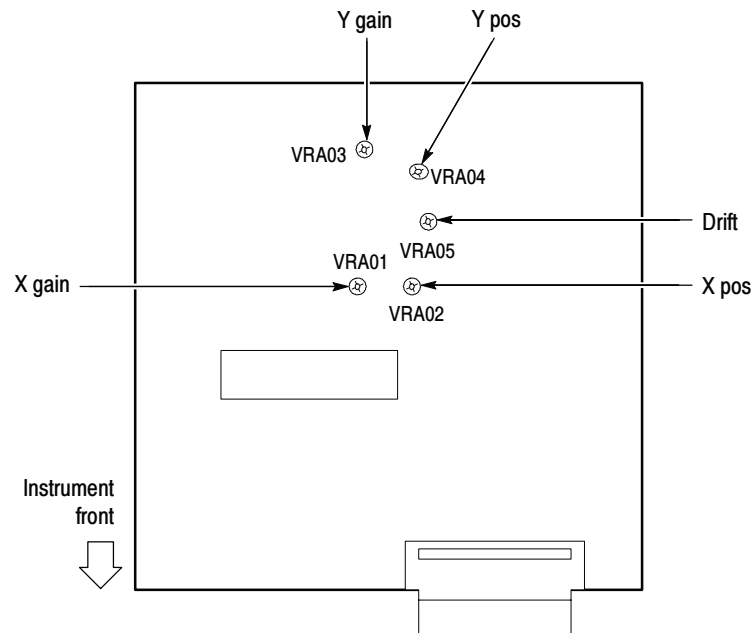 Y gain
Y pos
VRA03
VRA04
Drift
VRA05
VRA01
X gain
X pos
VRA02
Instrument
front